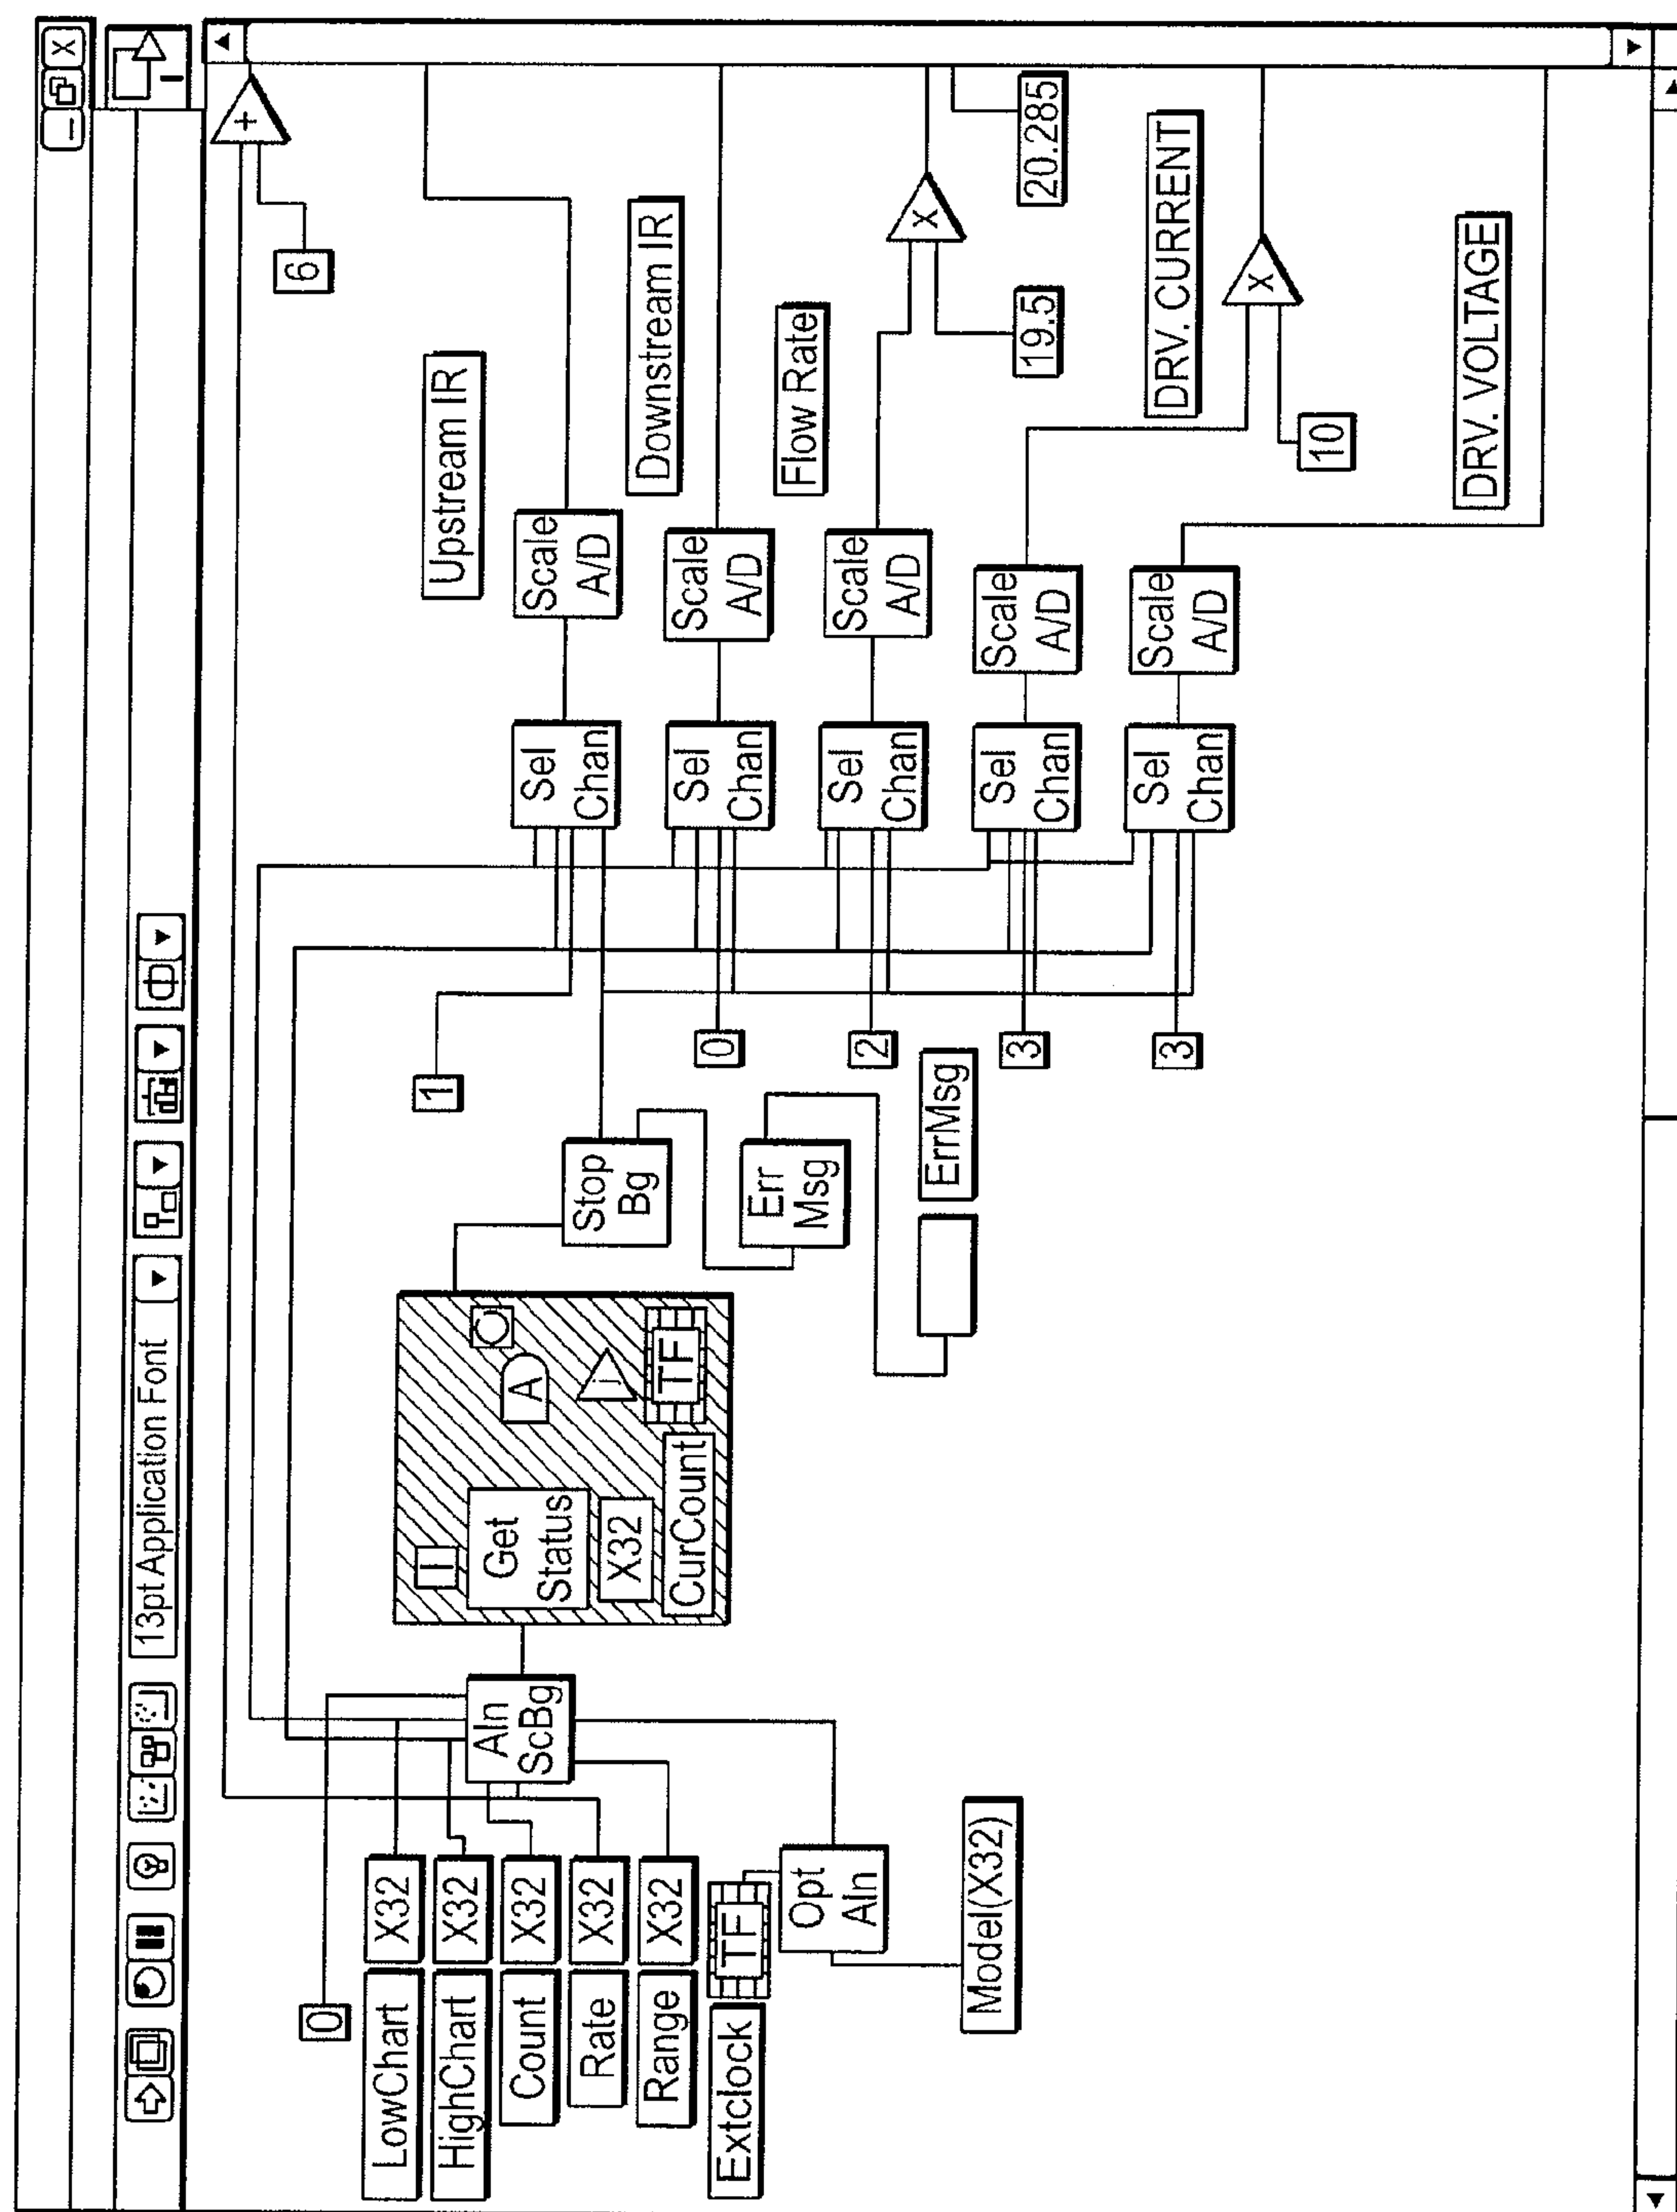 13pt Application Font
+
6
0
LowChart
X32
HighChart
X32
Count
X32
Rate
X32
Range
X32
Extclock
TF
Opt
AIn
Model(X32)
AIn
ScBg
I
Get
Status
X32
CurCount
A
i
TF
Stop
Bg
Err
Msg
ErrMsg
1
0
2
3
3
Sel
Chan
Scale
A/D
Upstream IR
Sel
Chan
Scale
A/D
Downstream IR
Sel
Chan
Scale
A/D
Flow Rate
X
19.5
20.285
Sel
Chan
Scale
A/D
DRV. CURRENT
X
10
Sel
Chan
Scale
A/D
DRV. VOLTAGE